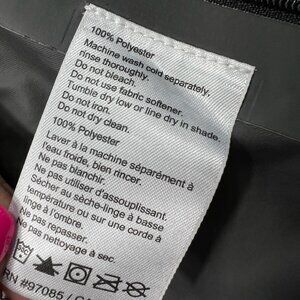 100% Polyester
Machine wash cold separately,
rinse thoroughly.
Do not bleach.
Do not use fabric softener.
Tumble dry low or line dry in shade.
Do not iron.
Do not dry clean.
100% Polyester
Laver à la machine séparément à
l'eau froide, bien rincer.
Ne pas blanchir.
Ne pas utiliser d'assouplissant.
Sécher au sèche-linge à basse
température ou sur une corde à
linge à l'ombre.
Ne pas repasser.
Ne pas nettoyage à sec.
RN #97085 /